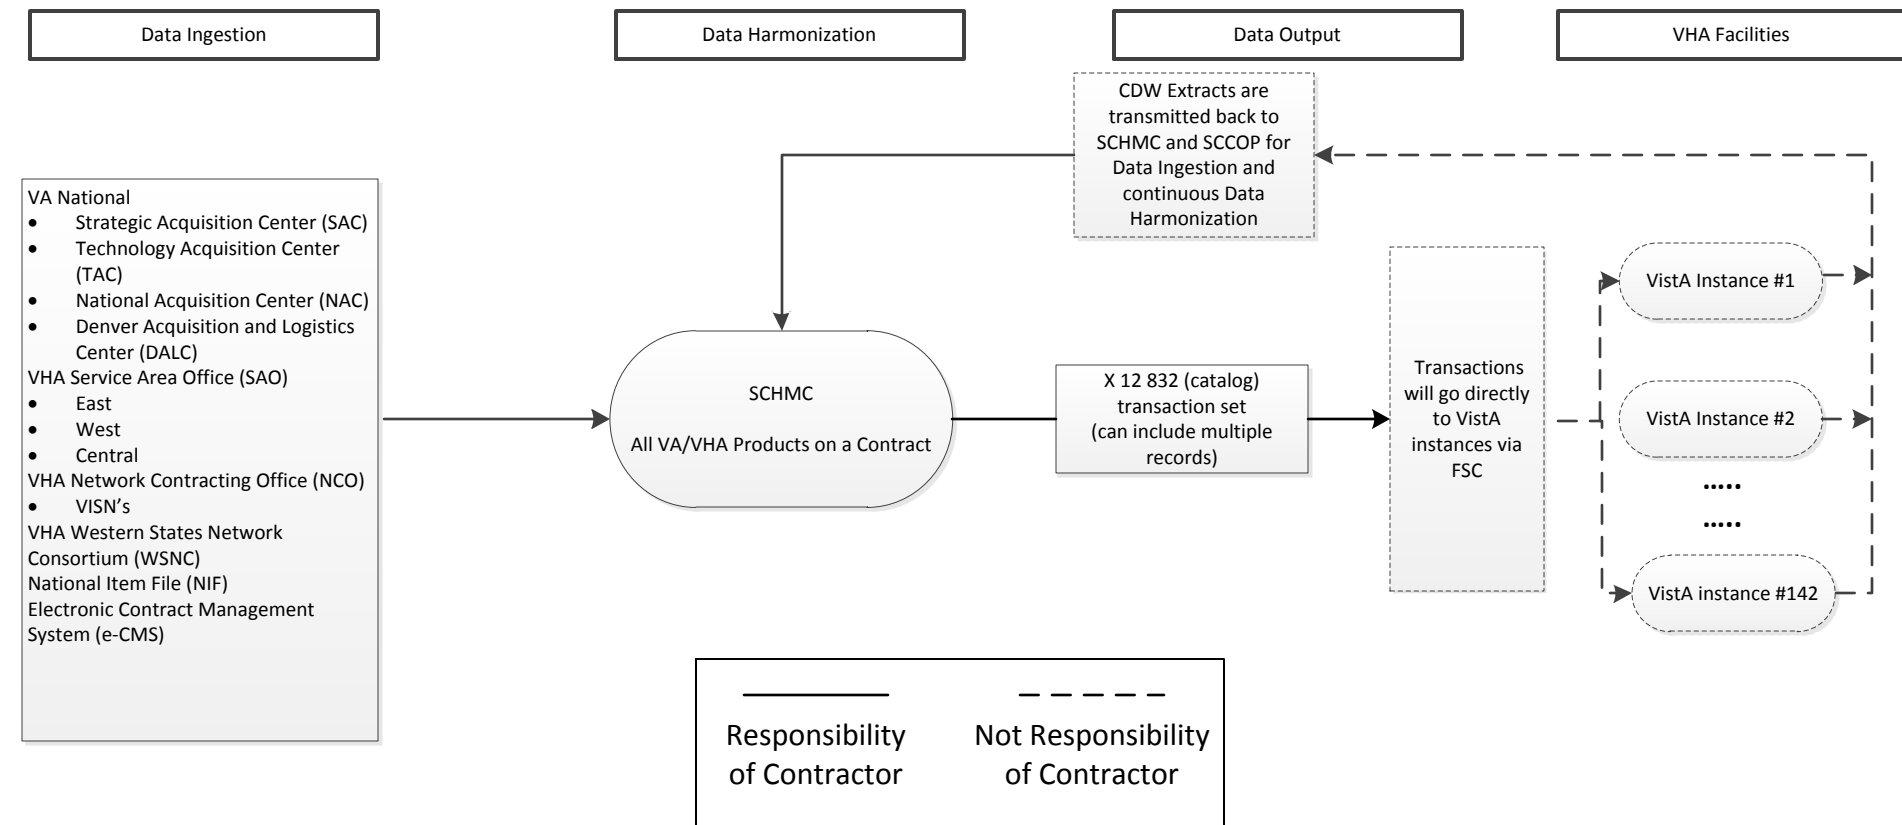 Data Ingestion
Data Harmonization
Data Output
VHA Facilities
CDW Extracts are
transmitted back to
SCHMC and SCCOP for
Data Ingestion and
continuous Data
Harmonization
VA National
• Strategic Acquisition Center (SAC)
• Technology Acquisition Center
(TAC)
• National Acquisition Center (NAC)
• Denver Acquisition and Logistics
Center (DALC)
VHA Service Area Office (SAO)
• East
• West
• Central
VHA Network Contracting Office (NCO)
• VISN’s
VHA Western States Network
Consortium (WSNC)
National Item File (NIF)
Electronic Contract Management
System (e-CMS)
SCHMC
All VA/VHA Products on a Contract
X 12 832 (catalog)
transaction set
(can include multiple
records)
Transactions
will go directly
to VistA
instances via
FSC
VistA Instance #1
VistA Instance #2
.....
.....
VistA instance #142
Responsibility
of Contractor
Not Responsibility
of Contractor